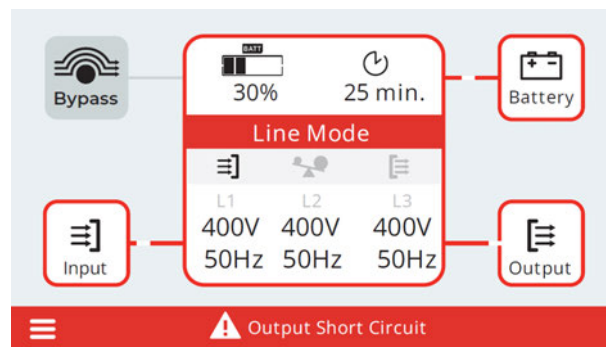 BATT
30% 25 min.
Bypass
Battery
Line Mode
L1 L2 L3
400V 400V 400V
50Hz 50Hz 50Hz
Input
Output
Output Short Circuit